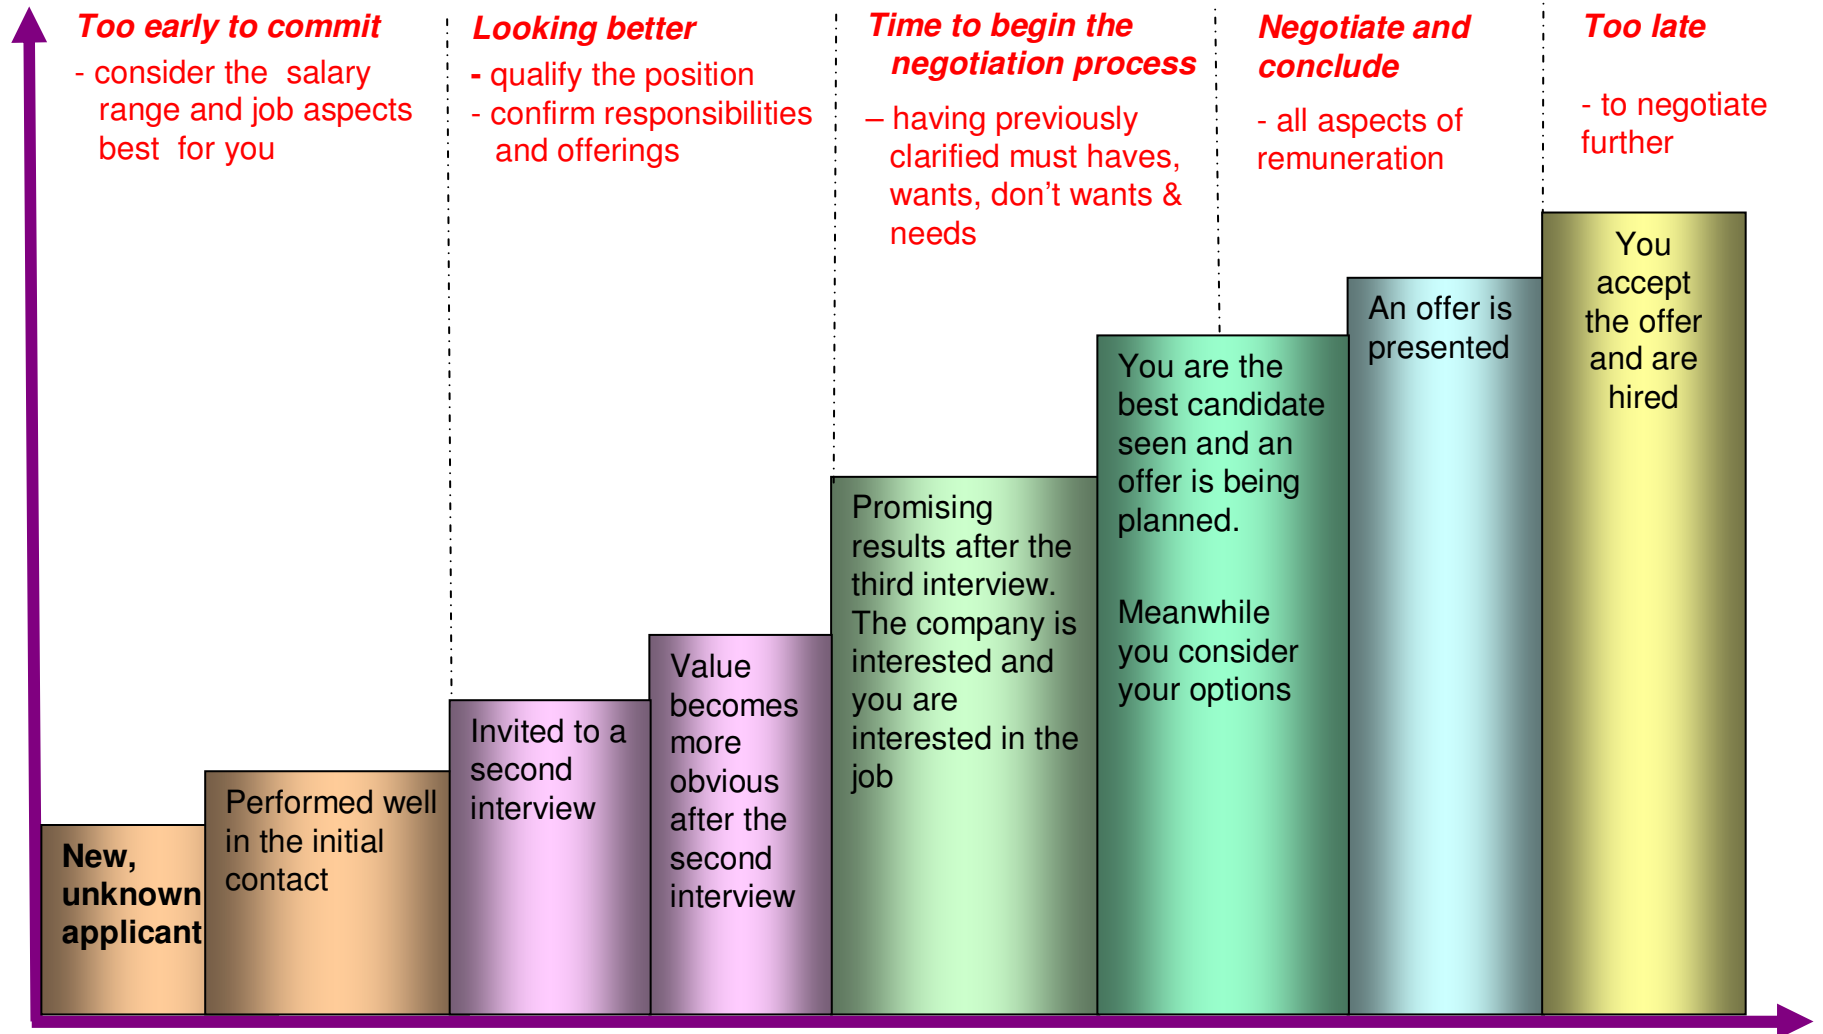 Too early to commit
- consider the salary
range and job aspects
best for you
Looking better
- qualify the position
- confirm responsibilities
and offerings
Time to begin the
negotiation process
– having previously
clarified must haves,
wants, don't wants &
needs
Negotiate and
conclude
- all aspects of
remuneration
Too late
- to negotiate
further
New,
unknown
applicant
Performed well
in the initial
contact
Invited to a
second
interview
Value
becomes
more
obvious
after the
second
interview
Promising
results after the
third interview.
The company is
interested and
you are
interested in the
job
You are the
best candidate
seen and an
offer is being
planned.
Meanwhile
you consider
your options
An offer is
presented
You
accept
the offer
and are
hired